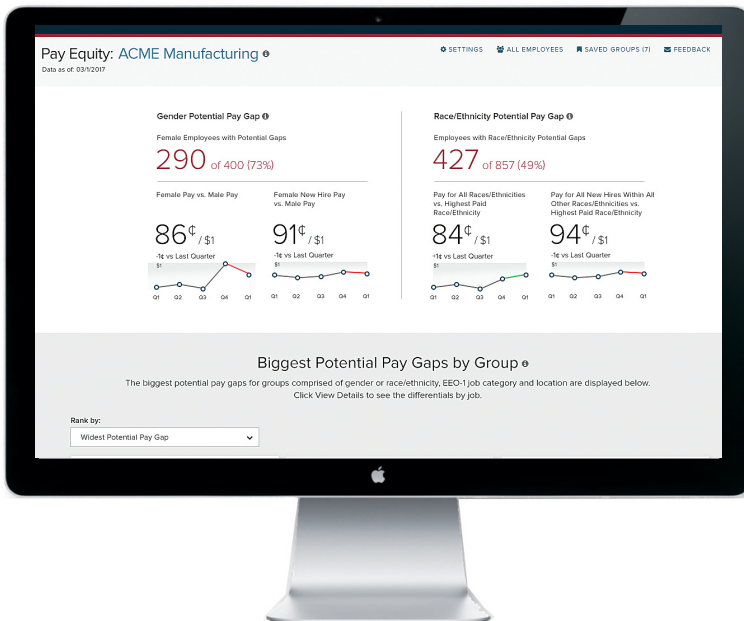 Pay Equity: ACME Manufacturing
Data as of: 03/1/2017
SETTINGS
ALL EMPLOYEES
SAVED GROUPS (7)
FEEDBACK
Gender Potential Pay Gap
Female Employees with Potential Gaps
290 of 400 (73%)
Female Pay vs. Male Pay
86¢ / $1
-1¢ vs Last Quarter
$1
Q1 Q2 Q3 Q4 Q1
Female New Hire Pay
vs. Male Pay
91¢ / $1
-1¢ vs Last Quarter
Q1 Q2 Q3 Q4 Q1
Race/Ethnicity Potential Pay Gap
Employees with Race/Ethnicity Potential Gaps
427 of 857 (49%)
Pay for All Races/Ethnicities
vs. Highest Paid
Race/Ethnicity
84¢ / $1
+1¢ vs Last Quarter
$1
Q1 Q2 Q3 Q4 Q1
Pay for All New Hires Within All
Other Races/Ethnicities vs.
Highest Paid Race/Ethnicity
94¢ / $1
-1¢ vs Last Quarter
$1
Q1 Q2 Q3 Q4 Q1
Biggest Potential Pay Gaps by Group
The biggest potential pay gaps for groups comprised of gender or race/ethnicity, EEO-1 job category and location are displayed below.
Click View Details to see the differentials by job.
Rank by:
Widest Potential Pay Gap